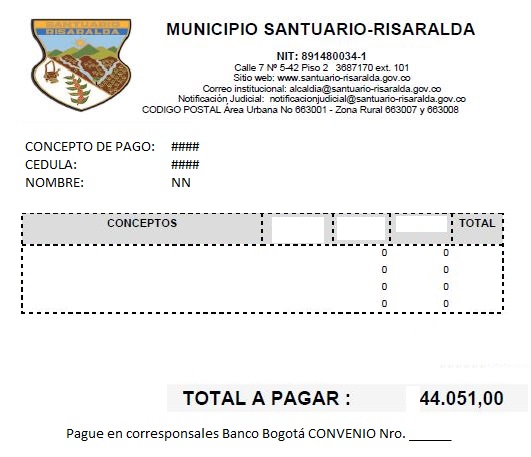 SANTUARIO
RISARALDA
MUNICIPIO SANTUARIO-RISARALDA
NIT: 891480034-1
Calle 7 Nº 5-42 Piso 2 3687170 ext. 101
Sitio web: www.santuario-risaralda.gov.co
Correo institucional: alcaldia@santuario-risaralda.gov.co
Notificación Judicial: notificacionjudicial@santuario-risaralda.gov.co
CODIGO POSTAL Área Urbana No 663001 - Zona Rural 663007 y 663008
CONCEPTO DE PAGO: ####
CEDULA: ####
NOMBRE: NN
CONCEPTOS TOTAL
0 0
0 0
0 0
0 0
TOTAL A PAGAR : 44.051,00
Pague en corresponsales Banco Bogotá CONVENIO Nro. ______